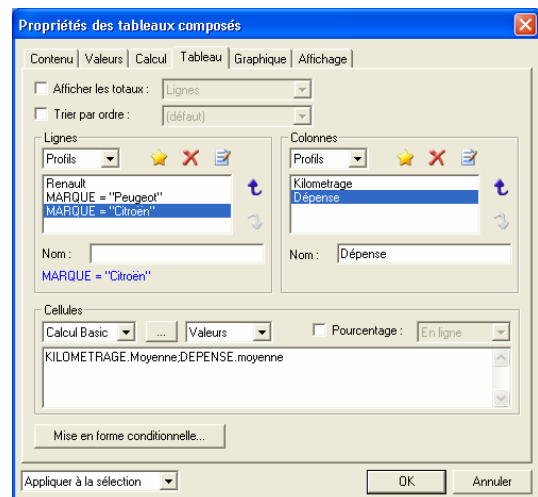 Propriétés des tableaux composés
Contenu Valeurs Calcul Tableau Graphique Affichage
Afficher les totaux : Lignes
Trier par ordre : (défaut)
Lignes
Profils
Renault
MARQUE = "Peugeot"
MARQUE = "Citroën"
Nom :
MARQUE = "Citroën"
Colonnes
Profils
Kilometrage
Dépense
Nom : Dépense
Cellules
Calcul Basic ... Valeurs Pourcentage : En ligne
KILOMETRAGE.Moyenne;DEPENSE.moyenne
Mise en forme conditionnelle...
Appliquer à la sélection OK Annuler